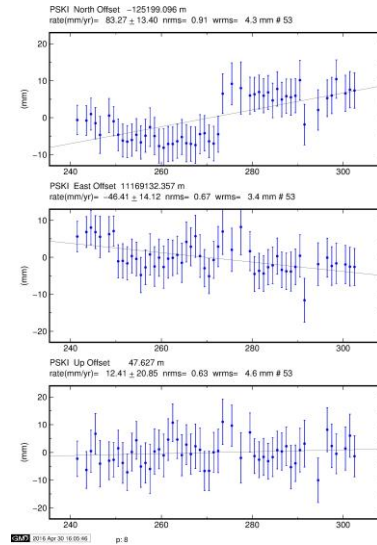 PSKI North Offset -125199.096 m
rate(mm/yr)= 83.27 ± 13.40 nrms= 0.91 wrms= 4.3 mm # 53
20
10
0
-10
(mm)
240 260 280 300
PSKI East Offset 11169132.357 m
rate(mm/yr)= -46.41 ± 14.12 nrms= 0.67 wrms= 3.4 mm # 53
10
0
-10
-20
(mm)
240 260 280 300
PSKI Up Offset 47.627 m
rate(mm/yr)= 12.41 ± 20.85 nrms= 0.63 wrms= 4.6 mm # 53
20
10
0
-10
-20
(mm)
240 260 280 300
GMT 2016 Apr 30 16:05:46 p: 8